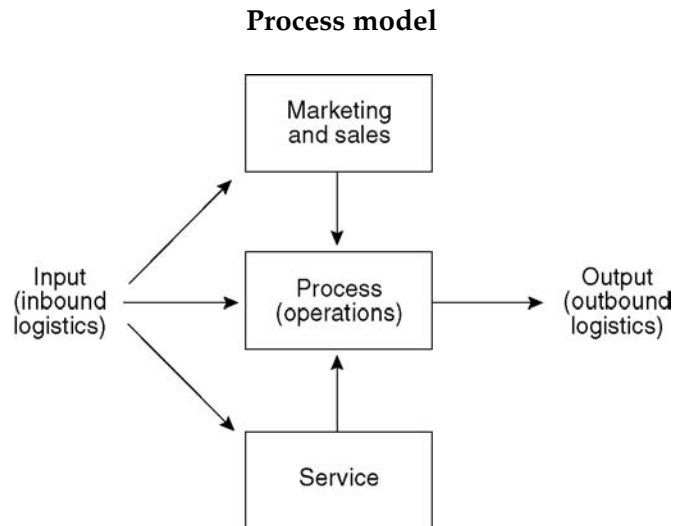 Process model
Marketing
and sales
Input
(inbound
logistics)
Process
(operations)
Output
(outbound
logistics)
Service